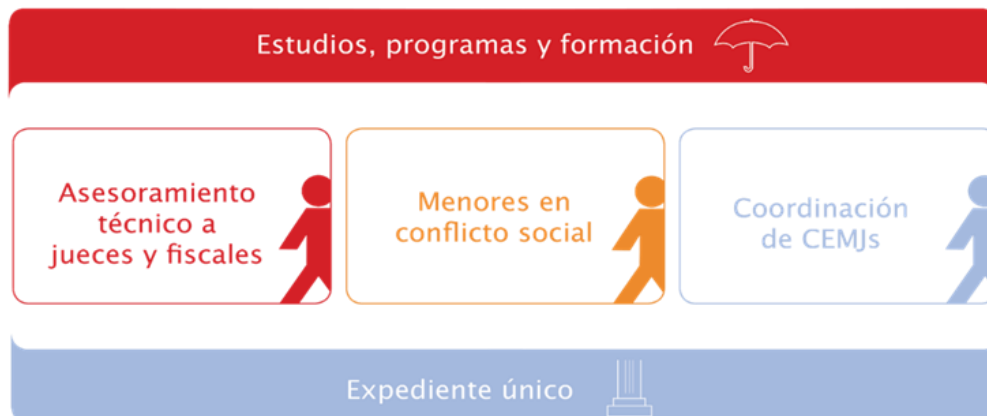 Estudios, programas y formación
Asesoramiento
técnico a
jueces y fiscales
Menores en
conflicto social
Coordinación
de CEMJs
Expediente único